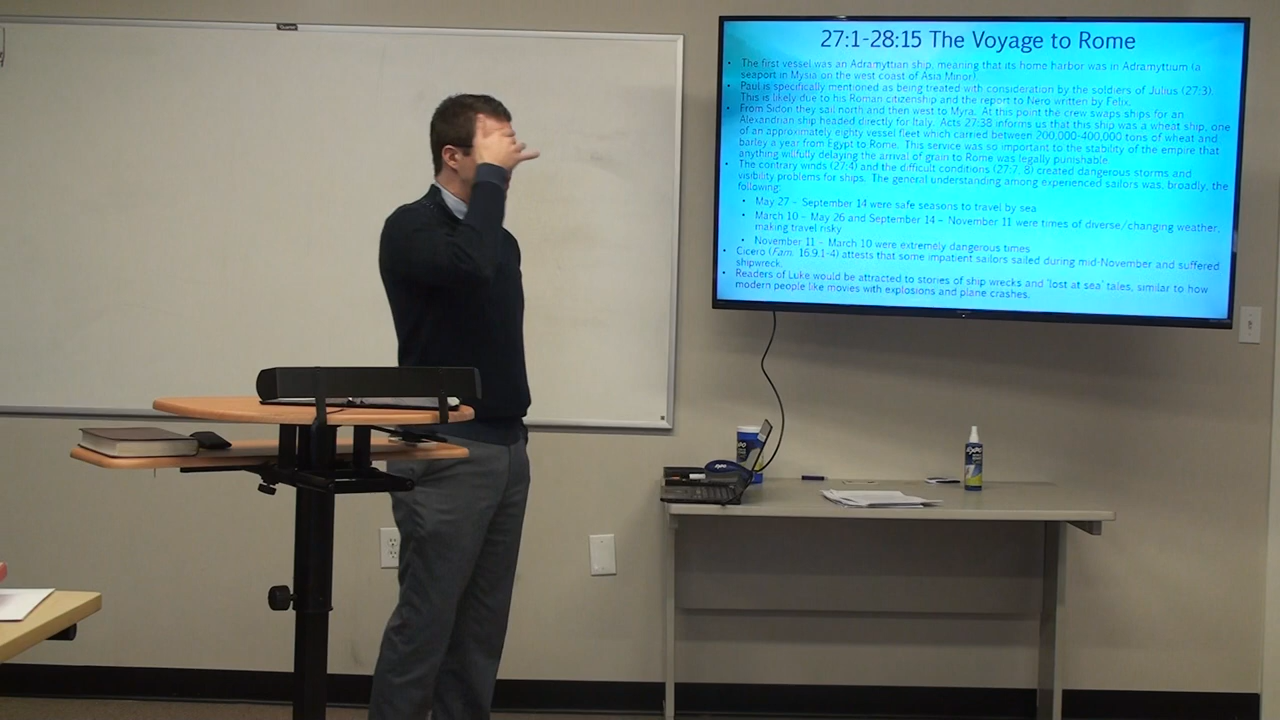 27:1-28:15 The Voyage to Rome
• The first vessel was an Adramyttian ship, meaning that its home harbor was in Adramyttium (a
seaport in Mysia on the west coast of Asia Minor).
• Paul is specifically mentioned as being treated with consideration by the soldiers of Julius (27:3).
This is likely due to his Roman citizenship and the report to Nero written by Felix.
• From Sidon they sail north and then west to Myra. At this point the crew swaps ships for an
Alexandrian ship headed directly for Italy. Acts 27:38 informs us that this ship was a wheat ship, one
of an approximately eighty vessel fleet which carried between 200,000-400,000 tons of wheat and
barley a year from Egypt to Rome. This service was so important to the stability of the empire that
anything willfully delaying the arrival of grain to Rome was legally punishable
• The contrary winds (27:4) and the difficult conditions (27:7, 8) created dangerous storms and
visibility problems for ships. The general understanding among experienced sailors was, broadly, the
following:
• May 27 - September 14 were safe seasons to travel by sea
• March 10 - May 26 and September 14 - November 11 were times of diverse/changing weather,
making travel risky
• November 11 - March 10 were extremely dangerous times
• Cicero (Fam. 16.9.1-4) attests that some impatient sailors sailed during mid-November and suffered
shipwreck.
• Readers of Luke would be attracted to stories of ship wrecks and 'lost at sea' tales, similar to how
modern people like movies with explosions and plane crashes.
EXPO